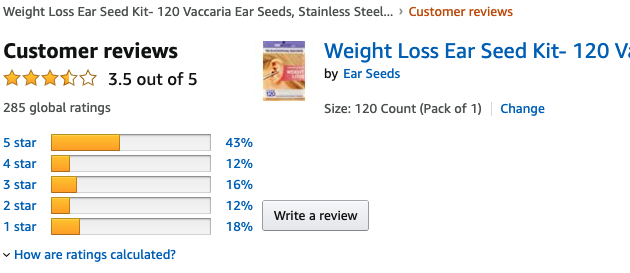 Weight Loss Ear Seed Kit- 120 Vaccaria Ear Seeds, Stainless Steel... › Customer reviews
Customer reviews
3.5 out of 5
285 global ratings
5 star 43%
4 star 12%
3 star 16%
2 star 12%
1 star 18%
How are ratings calculated?
Weight Loss Ear Seed Kit- 120
by Ear Seeds
Size: 120 Count (Pack of 1) Change
Write a review